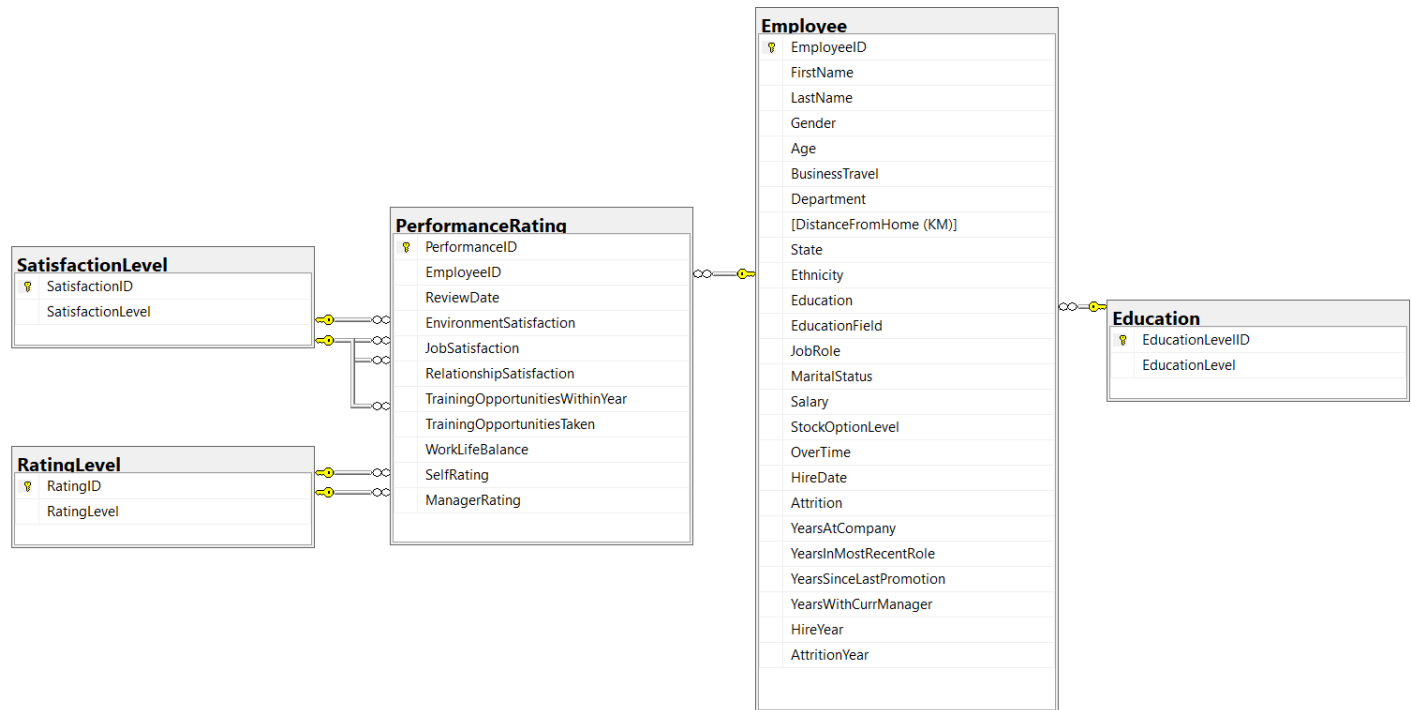 SatisfactionLevel
SatisfactionID
SatisfactionLevel
RatingLevel
RatingID
RatingLevel
PerformanceRating
PerformanceID
EmployeeID
ReviewDate
EnvironmentSatisfaction
JobSatisfaction
RelationshipSatisfaction
TrainingOpportunitiesWithinYear
TrainingOpportunitiesTaken
WorkLifeBalance
SelfRating
ManagerRating
Employee
EmployeeID
FirstName
LastName
Gender
Age
BusinessTravel
Department
[DistanceFromHome (KM)]
State
Ethnicity
Education
EducationField
JobRole
MaritalStatus
Salary
StockOptionLevel
OverTime
HireDate
Attrition
YearsAtCompany
YearsInMostRecentRole
YearsSinceLastPromotion
YearsWithCurrManager
HireYear
AttritionYear
Education
EducationLevelID
EducationLevel